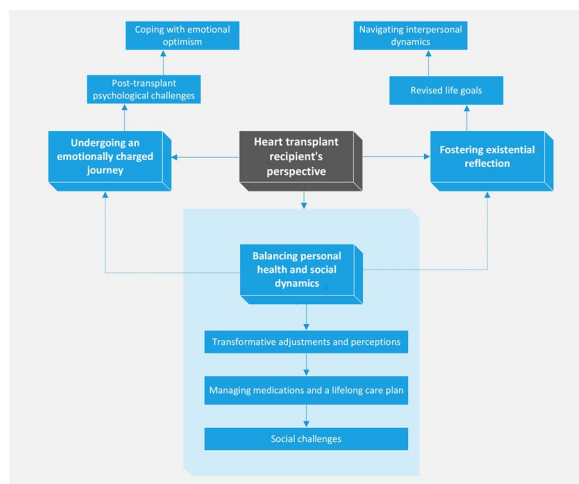 Coping with emotional
optimism
Navigating interpersonal
dynamics
Post-transplant
psychological challenges
Revised life goals
Undergoing an
emotionally charged
journey
Heart transplant
recipient's
perspective
Fostering existential
reflection
Balancing personal
health and social
dynamics
Transformative adjustments and perceptions
Managing medications and a lifelong care plan
Social challenges